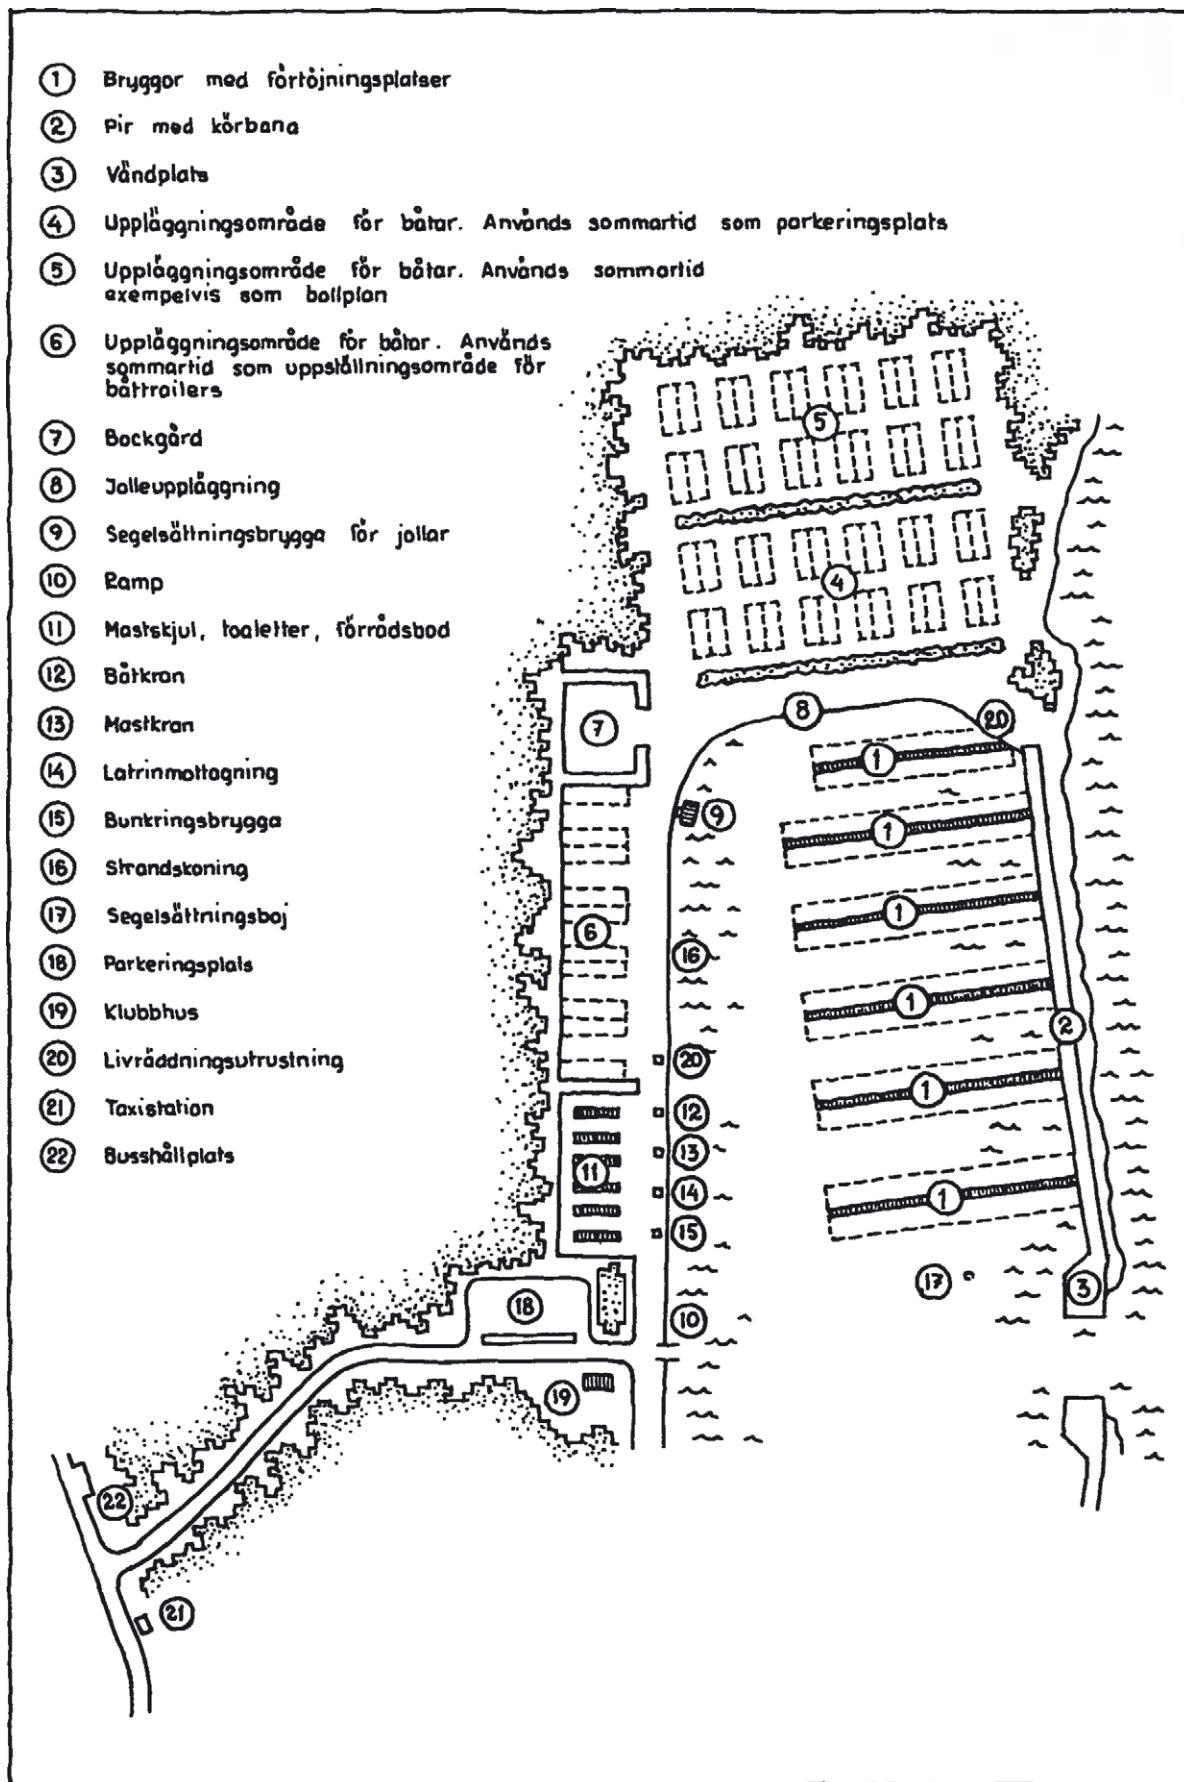 1 Bryggor med förtöjningsplatser
2 Pir med körbana
3 Vändplats
4 Uppläggningsområde för båtar. Används sommartid som parkeringsplats
5 Uppläggningsområde för båtar. Används sommartid
exempelvis som bollplan
6 Uppläggningsområde för båtar. Används
sommartid som uppställningsområde för
båttrailers
7 Bockgård
8 Jolleuppläggning
9 Segelsättningsbrygga för jollar
10 Ramp
11 Mastskjul, toaletter, förrådsbod
12 Båtkran
13 Mastkran
14 Latrinmottagning
15 Bunkringsbrygga
16 Strandskoning
17 Segelsättningsboj
18 Parkeringsplats
19 Klubbhus
20 Livräddningsutrustning
21 Taxistation
22 Busshållplats
5
4
8
20
7
1
9
1
1
6
16
1
2
20
1
12
13
11
14
1
15
17
3
18
10
19
22
21